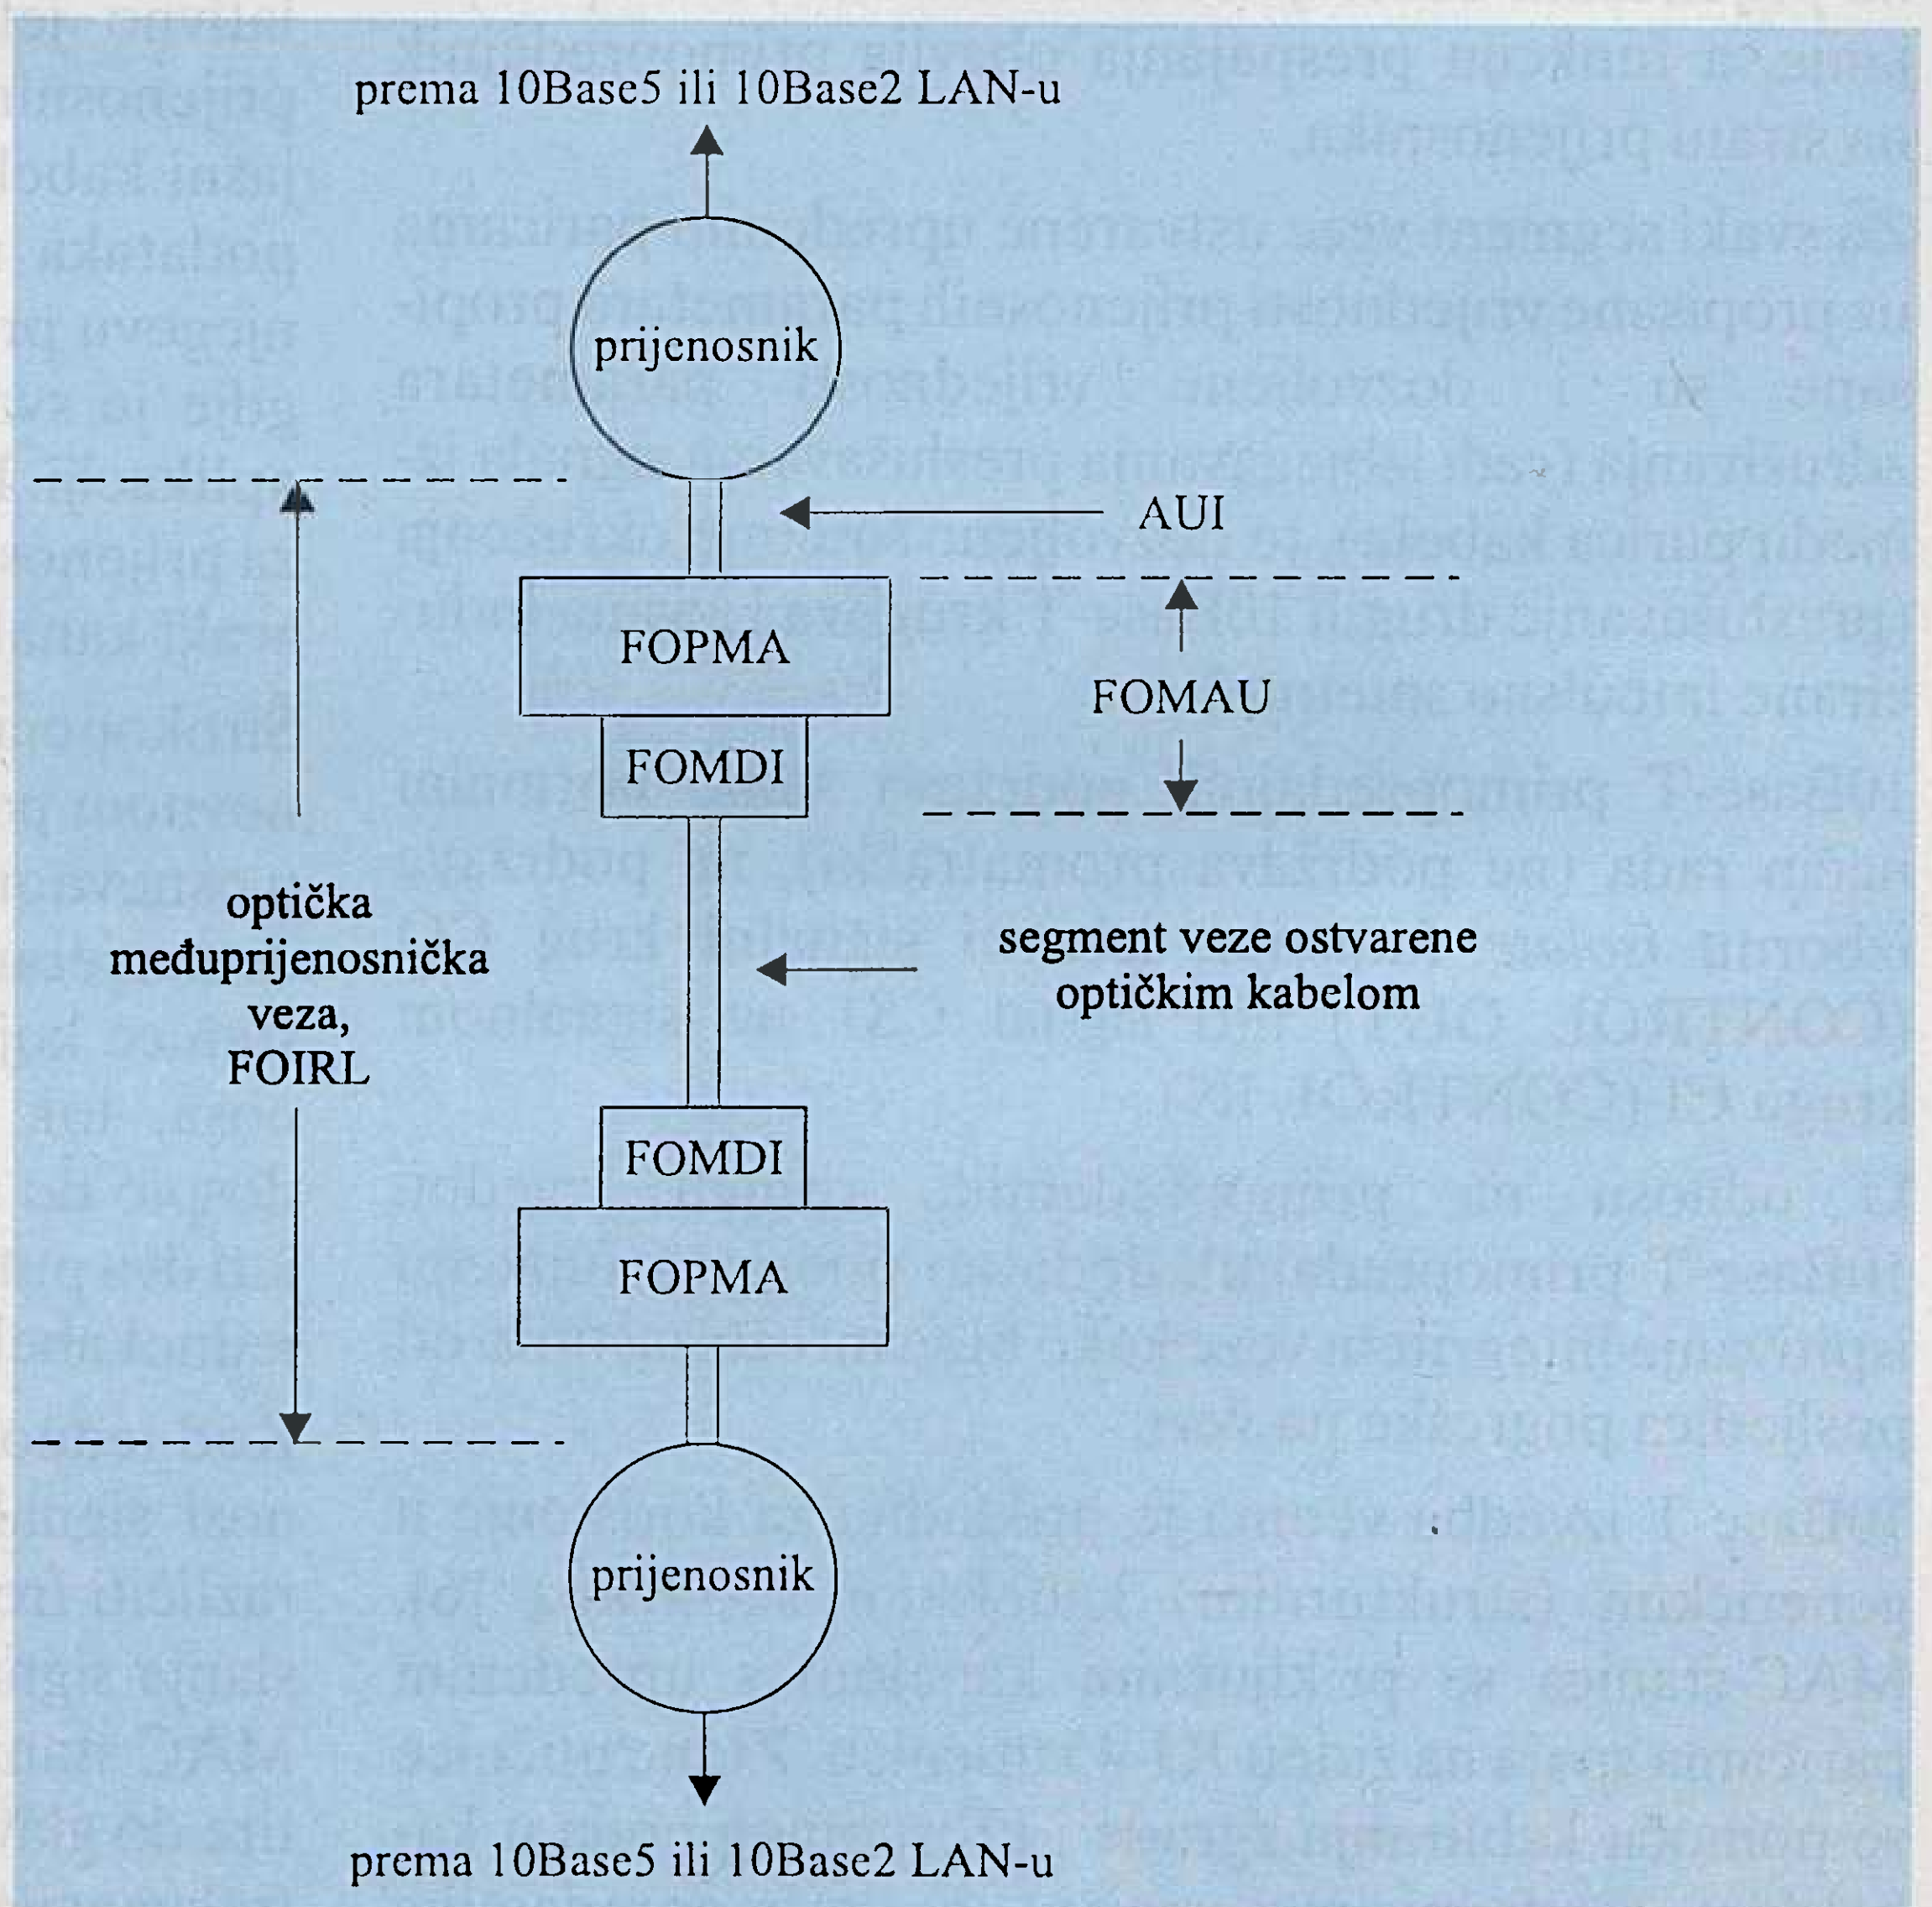 prema 10Base5 ili 10Base2 LAN-u
prijenosnik
AUI
FOPMA
FOMAU
FOMDI
optička
međuprijenosnička
veza,
FOIRL
segment veze ostvarene
optičkim kabelom
FOMDI
FOPMA
prijenosnik
prema 10Base5 ili 10Base2 LAN-u